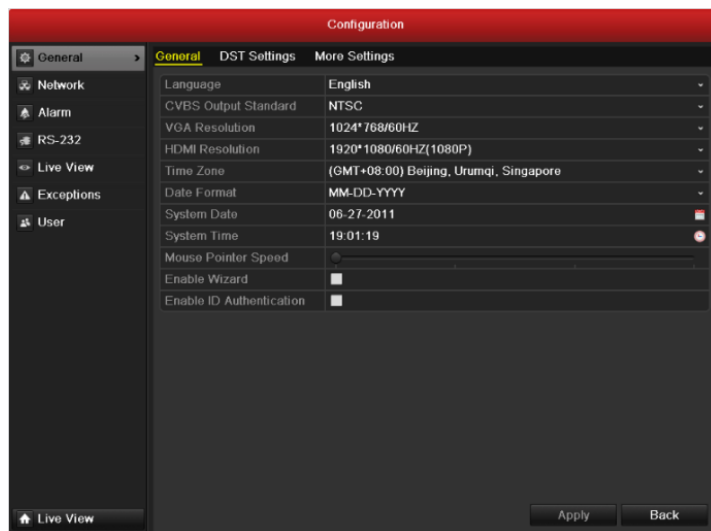 Configuration
General
Network
Alarm
RS-232
Live View
Exceptions
User
Live View
General DST Settings More Settings
Language English
CVBS Output Standard NTSC
VGA Resolution 1024*768/60HZ
HDMI Resolution 1920*1080/60HZ(1080P)
Time Zone (GMT+08:00) Beijing, Urumqi, Singapore
Date Format MM-DD-YYYY
System Date 06-27-2011
System Time 19:01:19
Mouse Pointer Speed
Enable Wizard
Enable ID Authentication
Apply Back